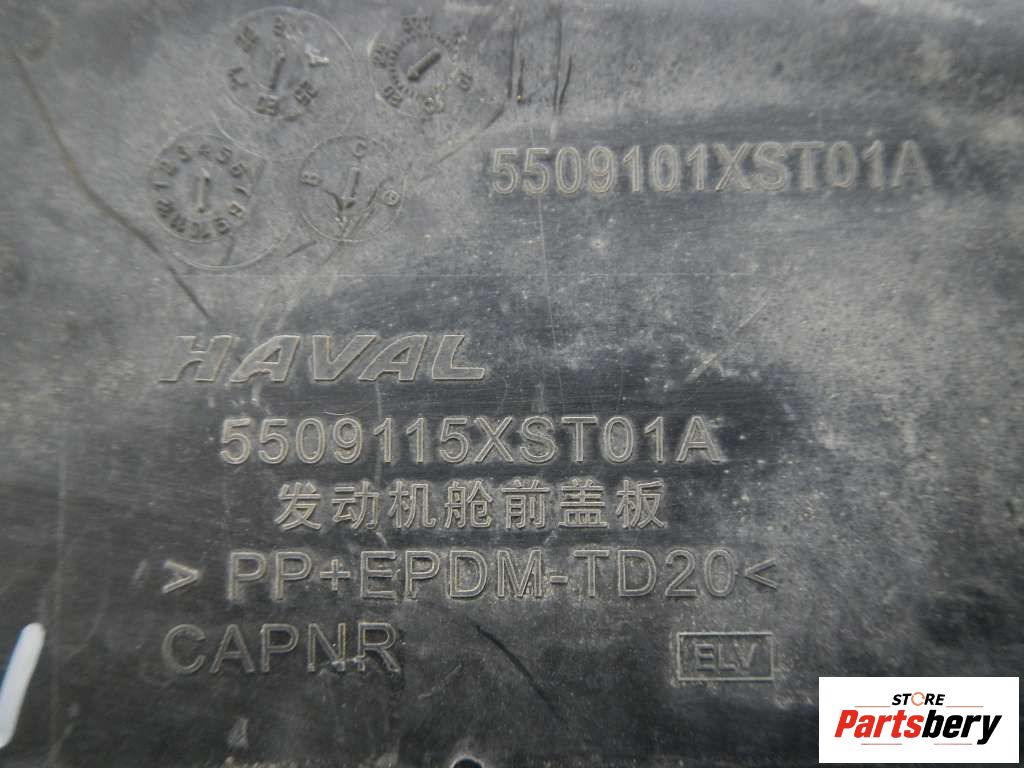 5509101XST01A
HAVAL
5509115XST01A
发动机舱前盖板
>PP+EPDM-TD20<
CAPNR
ELV
STORE
Partsbery